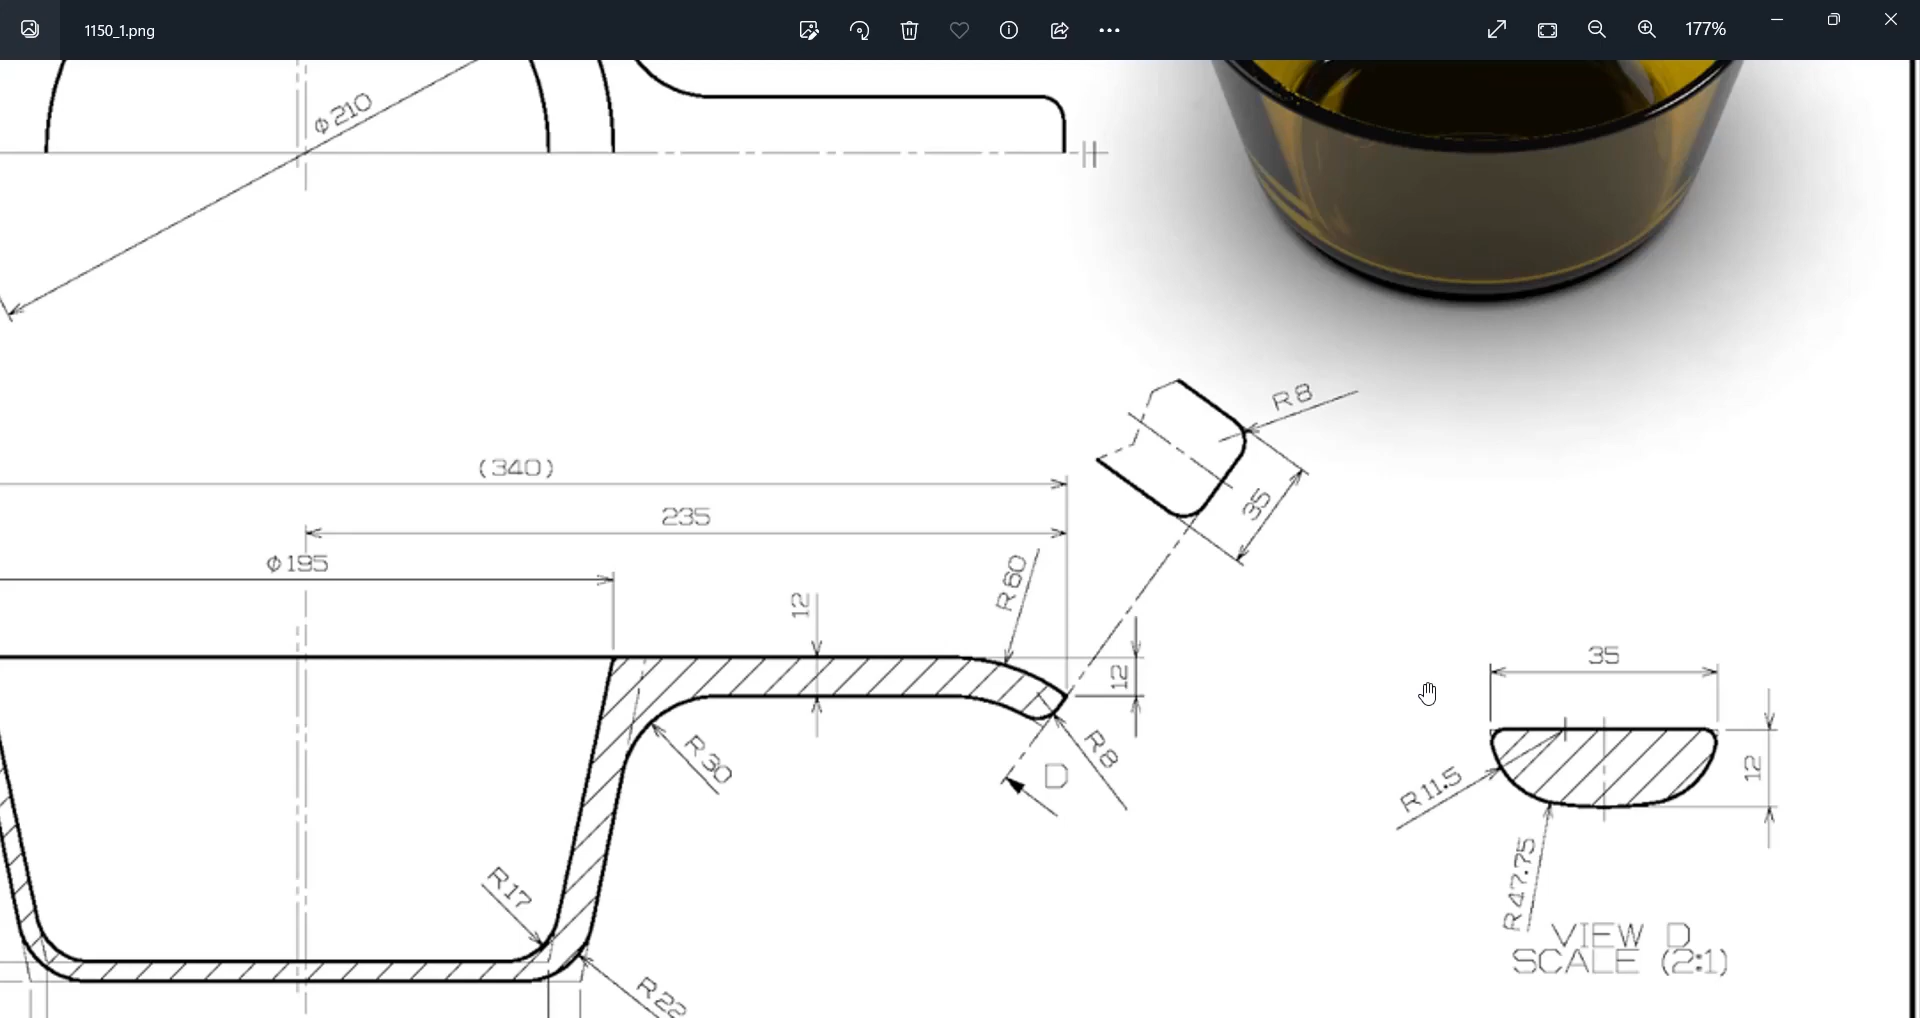 1150_1.png
177%
ϕ210
R8
(340)
35
235
ϕ195
R60
12
12
35
R30
R8
D
12
R11.5
R47.75
R17
VIEW D
SCALE (2:1)
R22